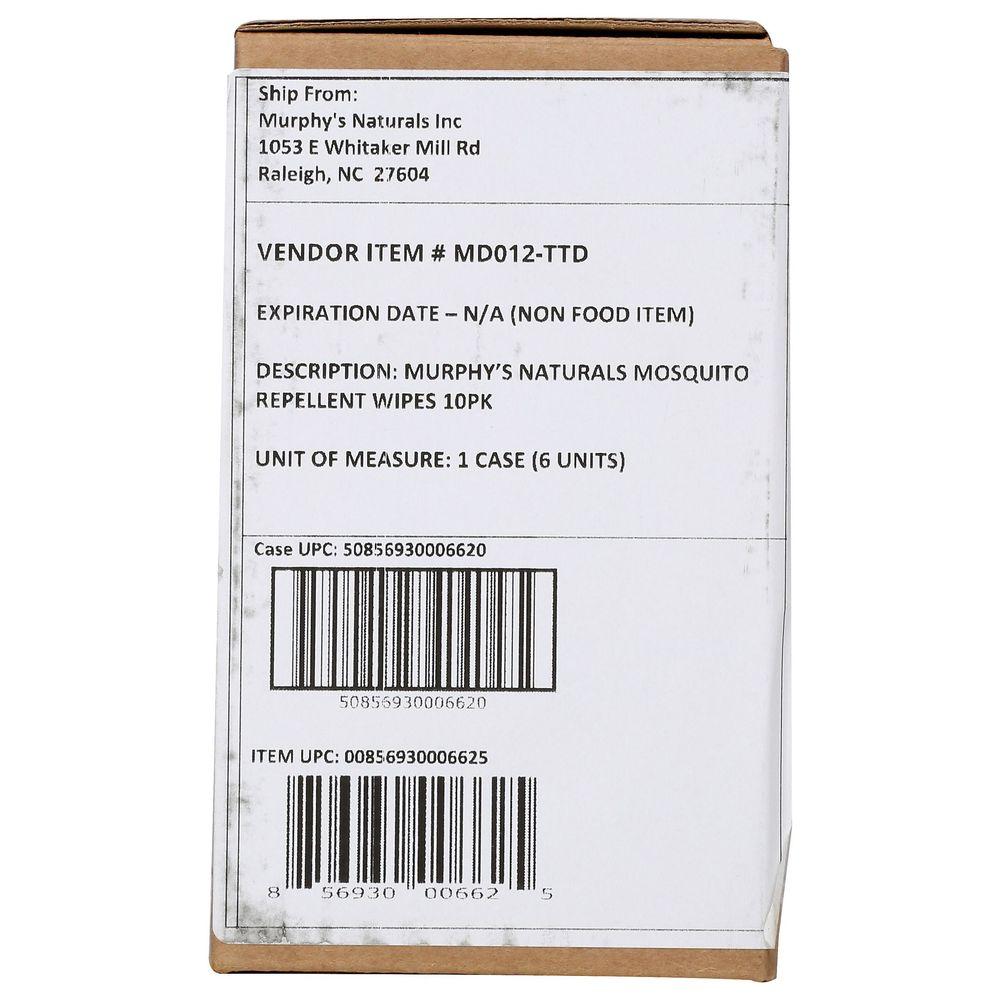 Ship From:
Murphy's Naturals Inc
1053 E Whitaker Mill Rd
Raleigh, NC 27604
VENDOR ITEM # MD012-TTD
EXPIRATION DATE – N/A (NON FOOD ITEM)
DESCRIPTION: MURPHY’S NATURALS MOSQUITO
REPELLENT WIPES 10PK
UNIT OF MEASURE: 1 CASE (6 UNITS)
Case UPC: 50856930006620
50856930006620
ITEM UPC: 00856930006625
8 56930 00662 5